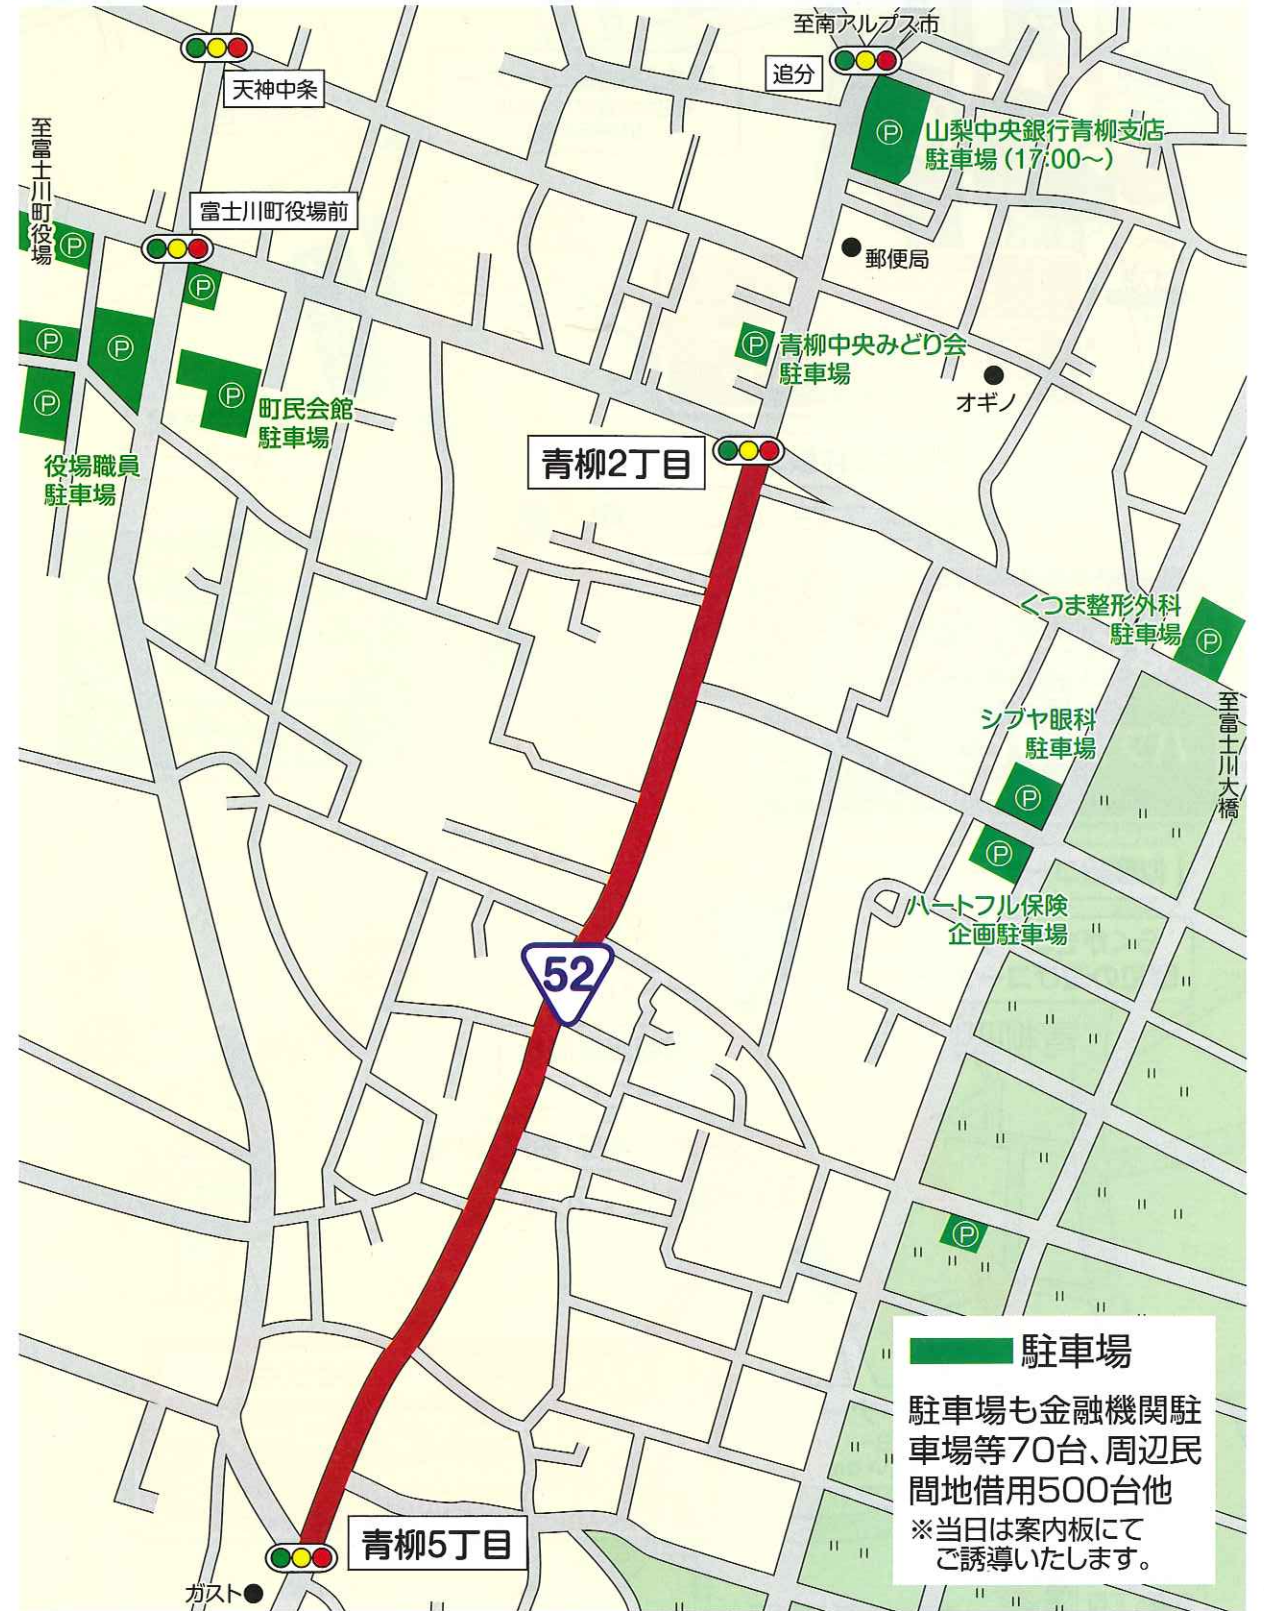 至南アルプス市
追分
天神中条
山梨中央銀行青柳支店
駐車場（17:00～）
至富士川町役場
富士川町役場前
郵便局
P
P
P
P
P
P
P
P
青柳中央みどり会
駐車場
オギノ
町民会館
駐車場
役場職員
駐車場
青柳2丁目
くつま整形外科
駐車場
P
至富士川大橋
シブヤ眼科
駐車場
P
P
ハートフル保険
企画駐車場
52
P
駐車場
駐車場も金融機関駐
車場等70台、周辺民
間地借用500台他
※当日は案内板にて
ご誘導いたします。
青柳5丁目
ガスト